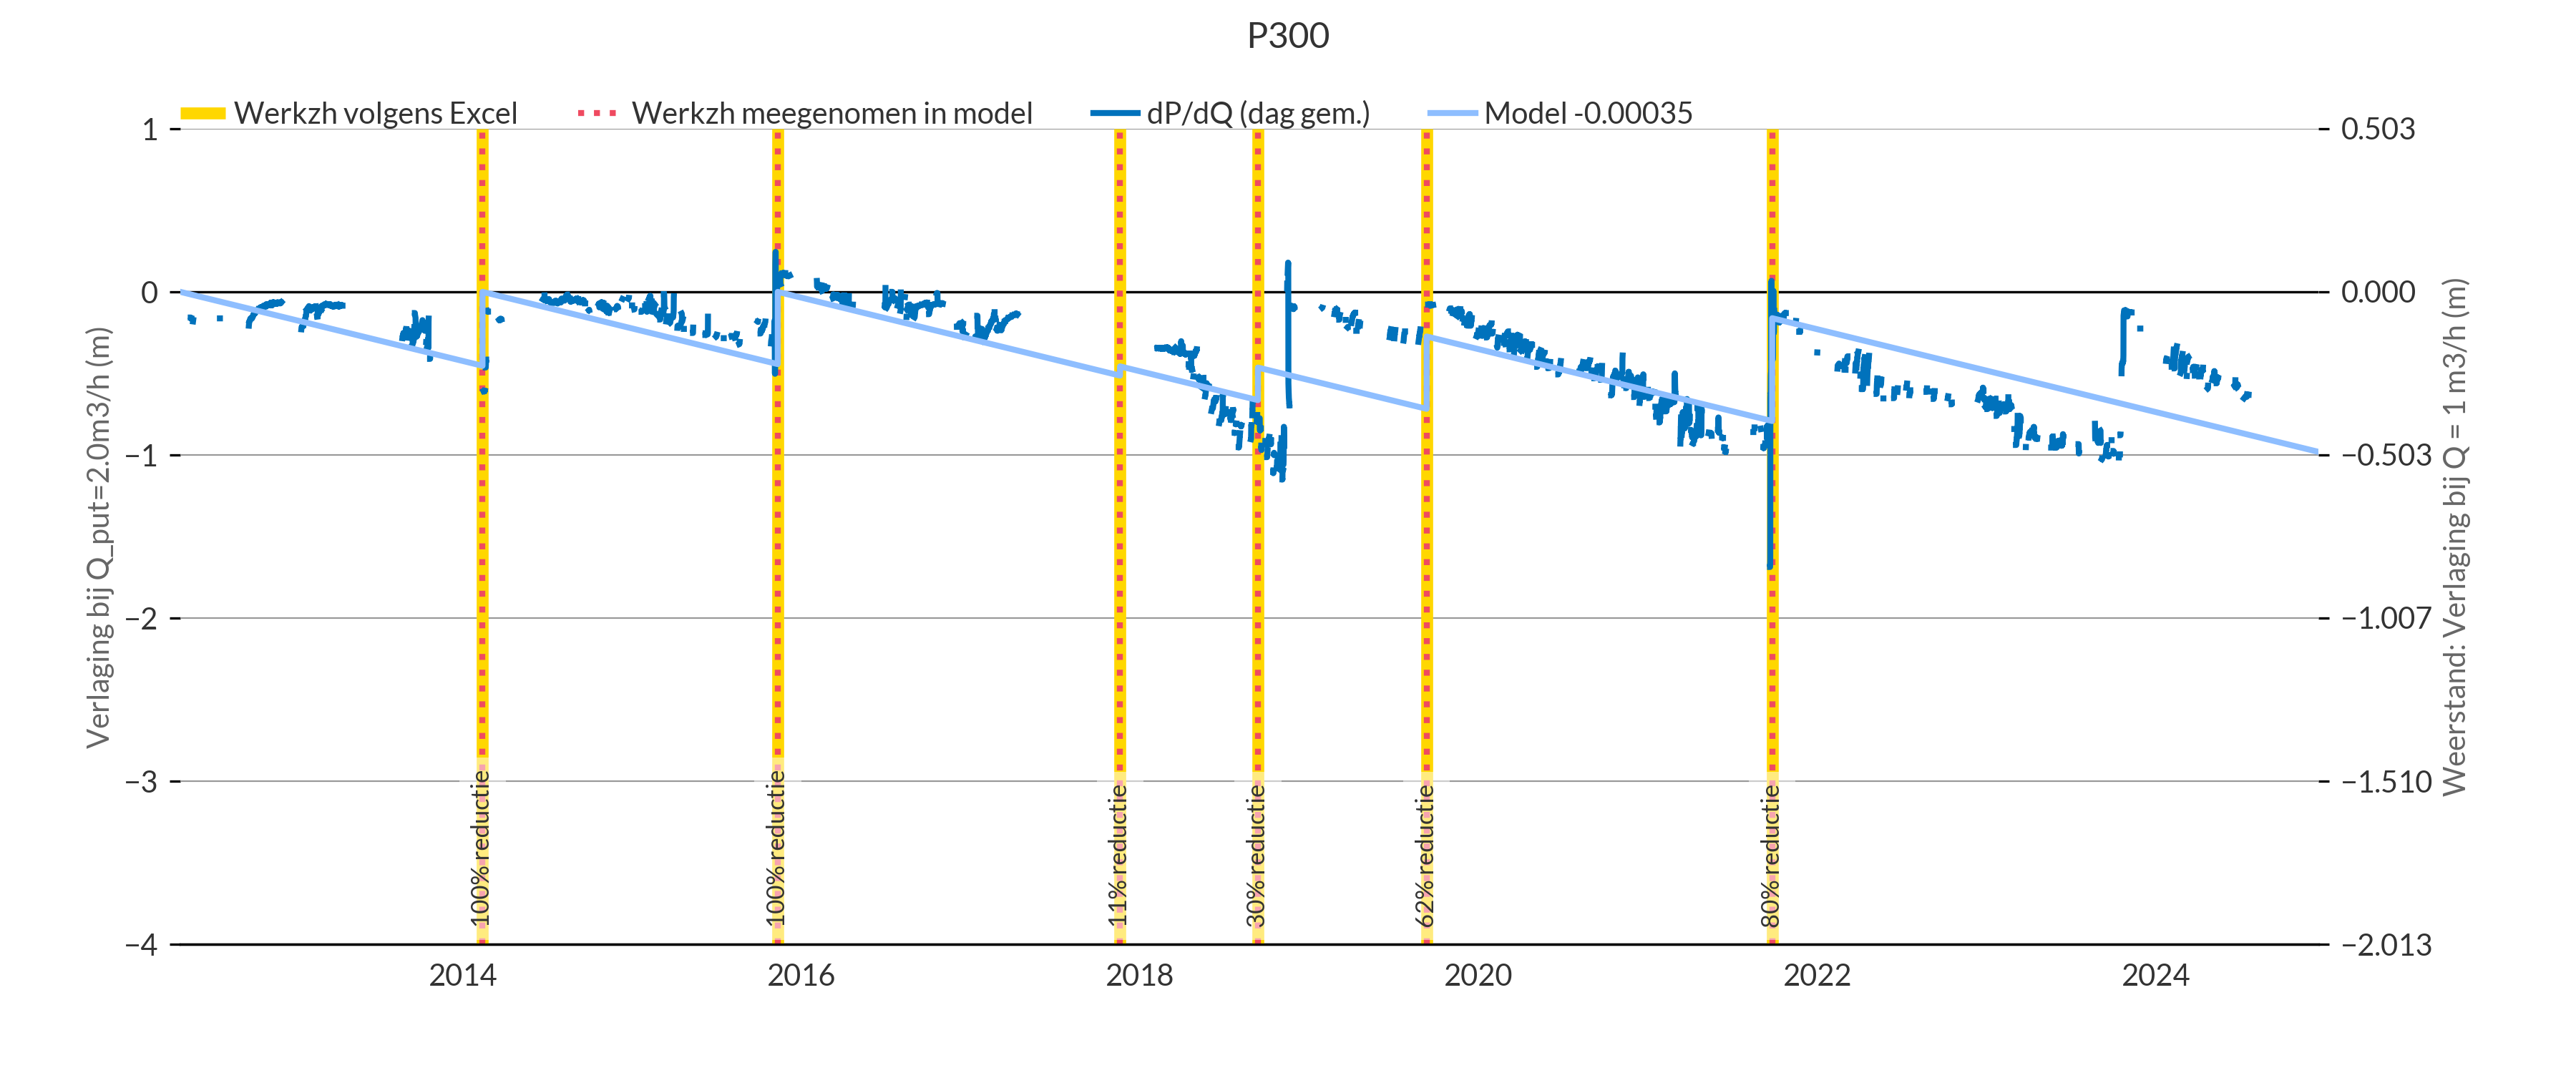 P300
Werkzh volgens Excel
Werkzh meegenomen in model
dP/dQ (dag gem.)
Model -0.00035
1
0
−1
−2
−3
−4
Verlaging bij Q_put=2.0m3/h (m)
0.503
0.000
−0.503
−1.007
−1.510
−2.013
Weerstand: Verlaging bij Q = 1 m3/h (m)
100% reductie
100% reductie
11% reductie
30% reductie
62% reductie
80% reductie
2014
2016
2018
2020
2022
2024